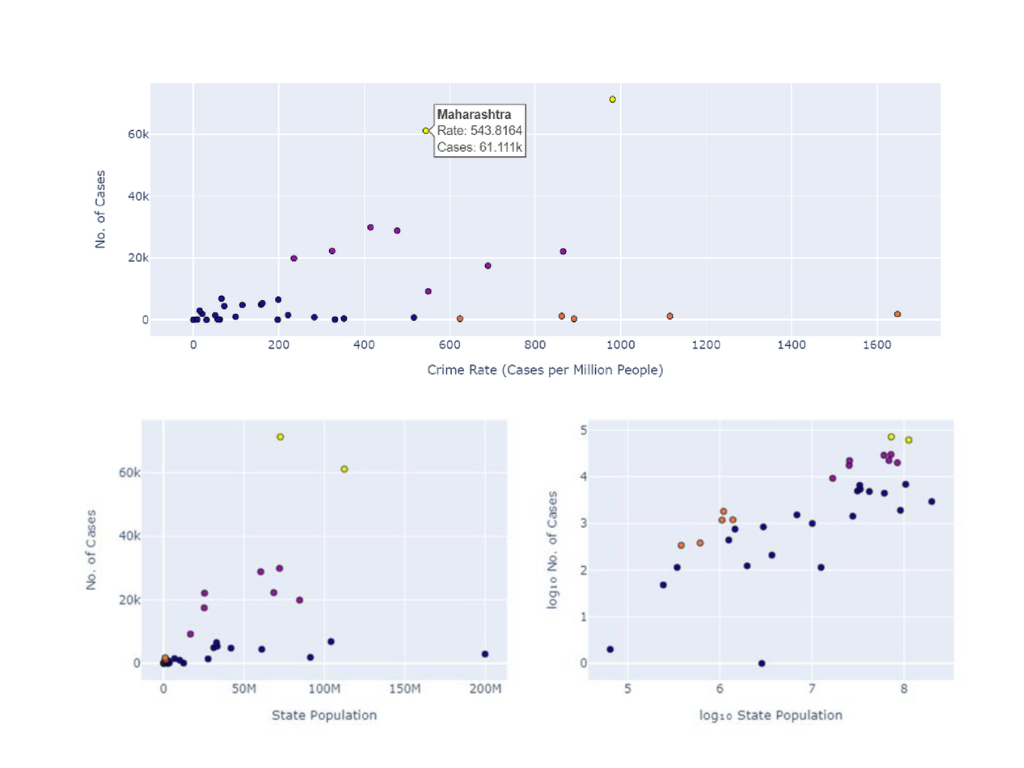 Maharashtra
Rate: 543.8164
Cases: 61.111k
60k
40k
20k
0
No. of Cases
0 200 400 600 800 1000 1200 1400 1600
Crime Rate (Cases per Million People)
60k
40k
20k
0
No. of Cases
0 50M 100M 150M 200M
State Population
5
4
3
2
1
0
log₁₀ No. of Cases
5 6 7 8
log₁₀ State Population